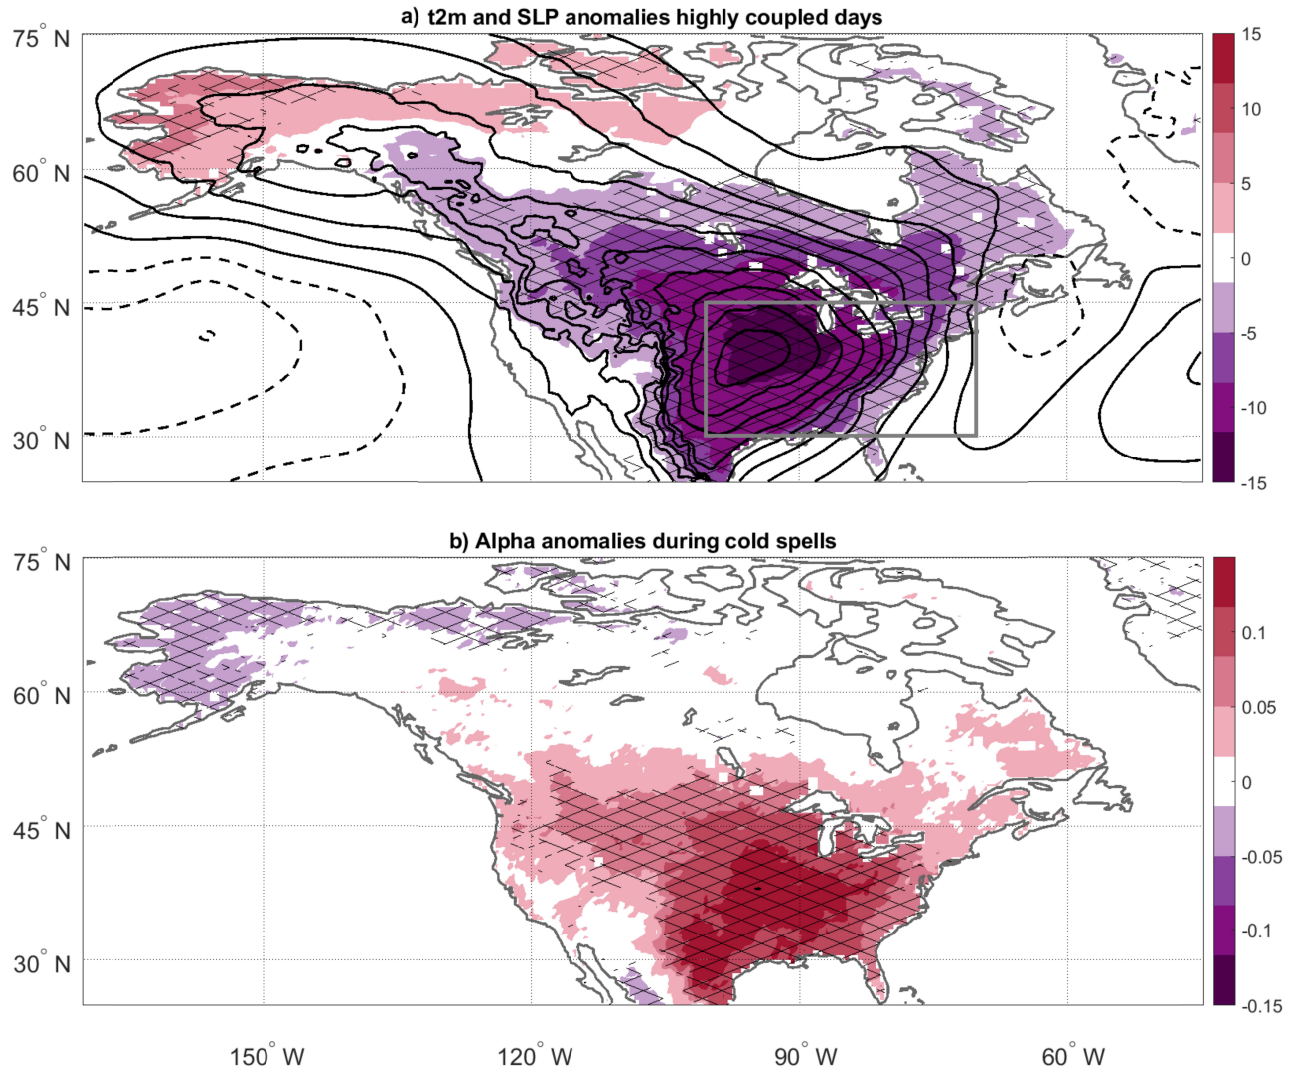 a) t2m and SLP anomalies highly coupled days
75° N
60° N
45° N
30° N
15
10
5
0
-5
-10
-15
b) Alpha anomalies during cold spells
75° N
60° N
45° N
30° N
0.1
0.05
0
-0.05
-0.1
-0.15
150° W
120° W
90° W
60° W